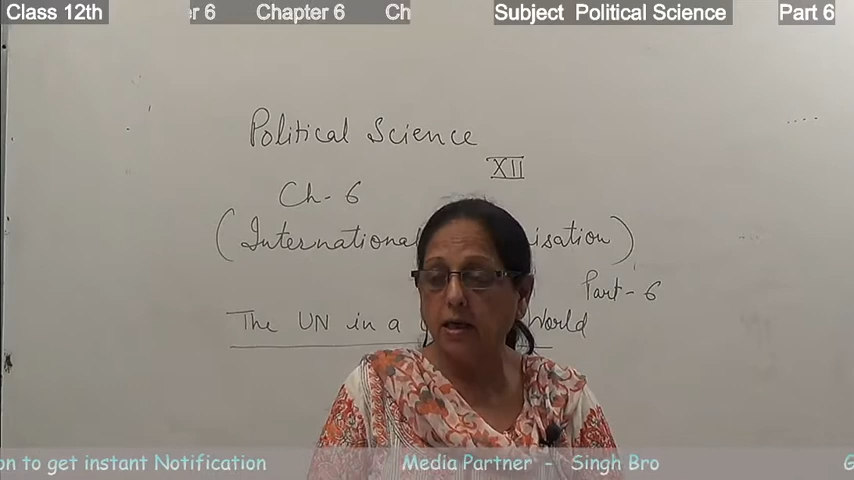 Class 12th er 6 Chapter 6 Ch Subject Political Science Part 6
Political Science
XII
Ch- 6
(International isation)
Part- 6
The UN in a World
on to get instant Notification Media Partner - Singh Bro G